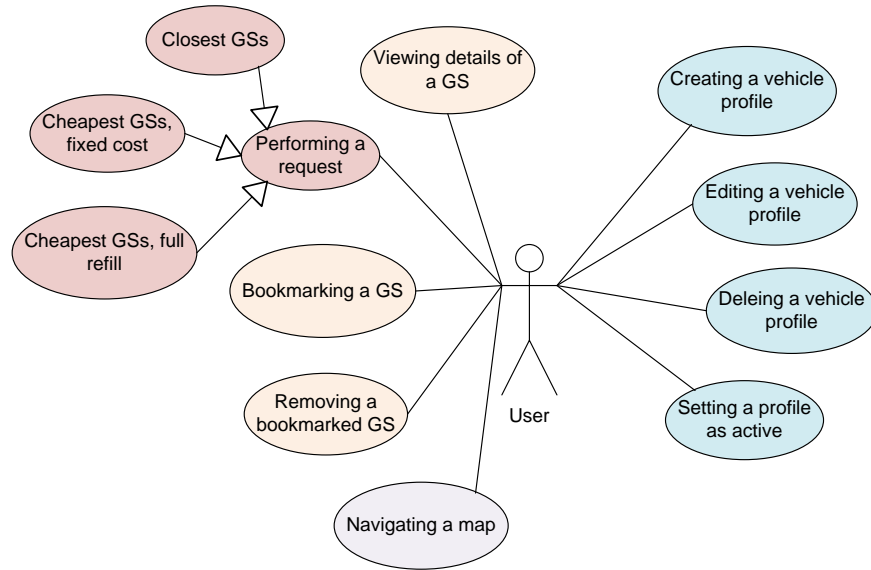 Closest GSs
Viewing details of
a GS
Creating a vehicle
profile
Cheapest GSs,
fixed cost
Performing a
request
Editing a vehicle
profile
Cheapest GSs, full
refill
Bookmarking a GS
Deleing a vehicle
profile
Removing a
bookmarked GS
User
Setting a profile
as active
Navigating a map